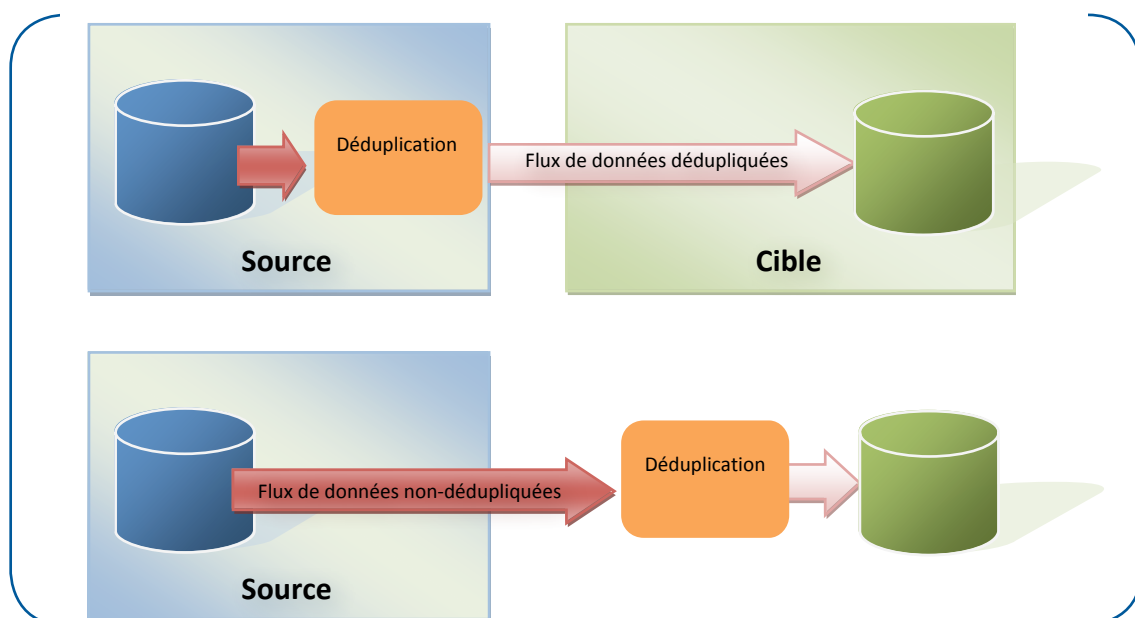 Déduplication
Flux de données dédupliquées
Source
Cible
Flux de données non-dédupliquées
Déduplication
Source